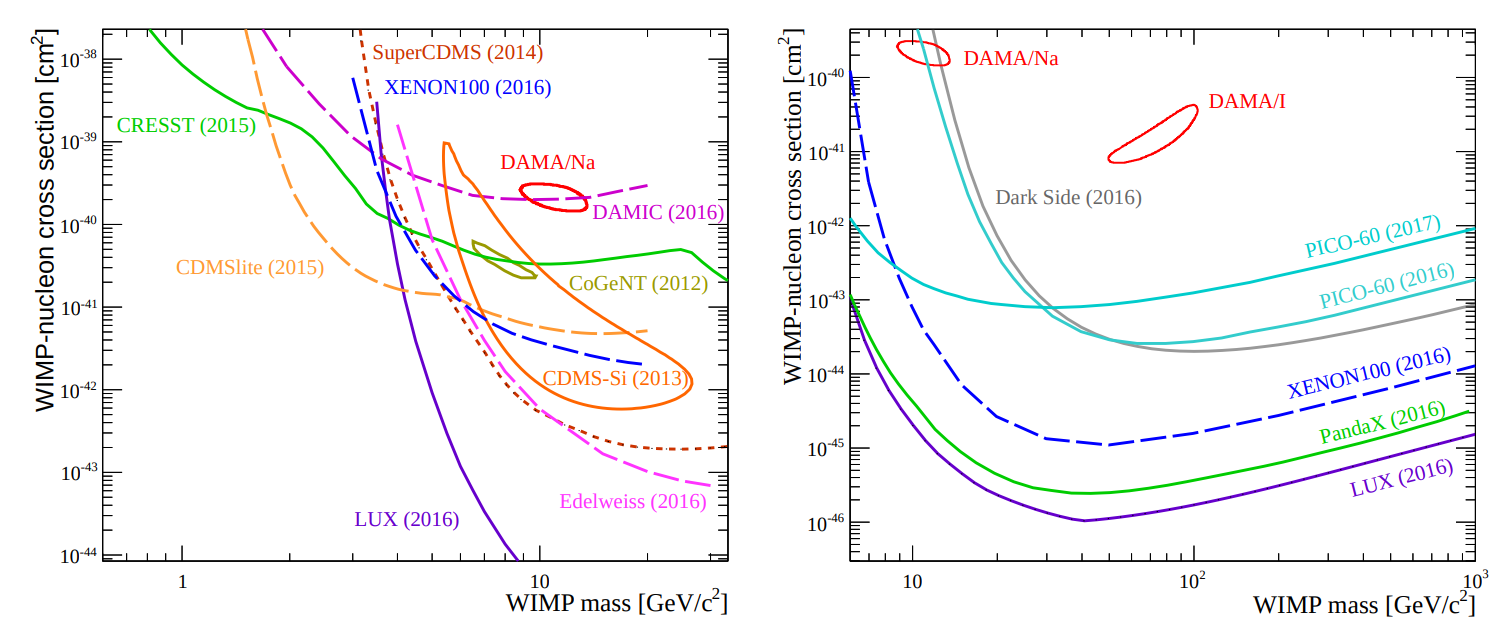 WIMP-nucleon cross section [cm²]
10⁻³⁸
10⁻³⁹
10⁻⁴⁰
10⁻⁴¹
10⁻⁴²
10⁻⁴³
10⁻⁴⁴
SuperCDMS (2014)
XENON100 (2016)
CRESST (2015)
DAMA/Na
DAMIC (2016)
CDMSlite (2015)
CoGeNT (2012)
CDMS-Si (2013)
Edelweiss (2016)
LUX (2016)
1
10
WIMP mass [GeV/c²]
WIMP-nucleon cross section [cm²]
10⁻⁴⁰
10⁻⁴¹
10⁻⁴²
10⁻⁴³
10⁻⁴⁴
10⁻⁴⁵
10⁻⁴⁶
DAMA/Na
DAMA/I
Dark Side (2016)
PICO-60 (2017)
PICO-60 (2016)
XENON100 (2016)
PandaX (2016)
LUX (2016)
10
10²
10³
WIMP mass [GeV/c²]